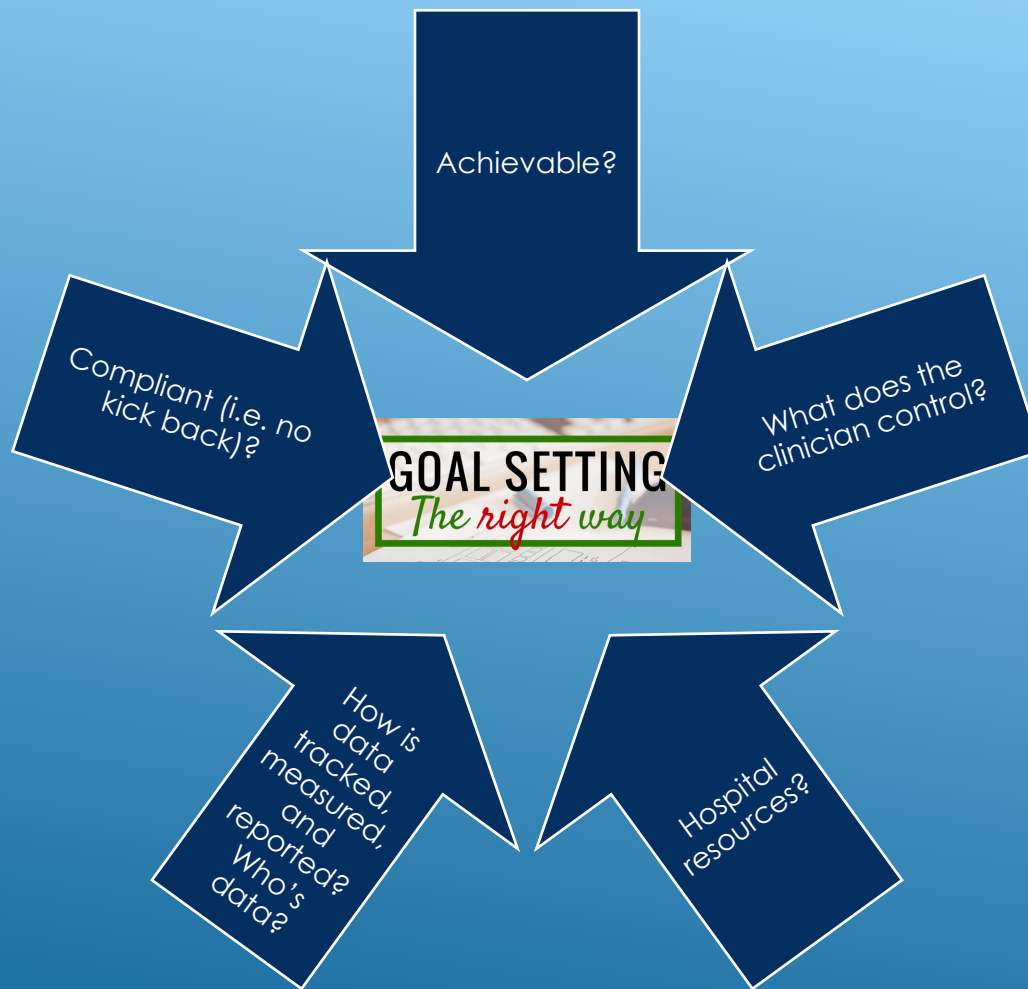 Achievable?
Compliant (i.e. no
kick back)?
What does the
clinician control?
GOAL SETTING
The right way
How is
data
tracked,
measured,
and
reported?
Who's
data?
Hospital
resources?